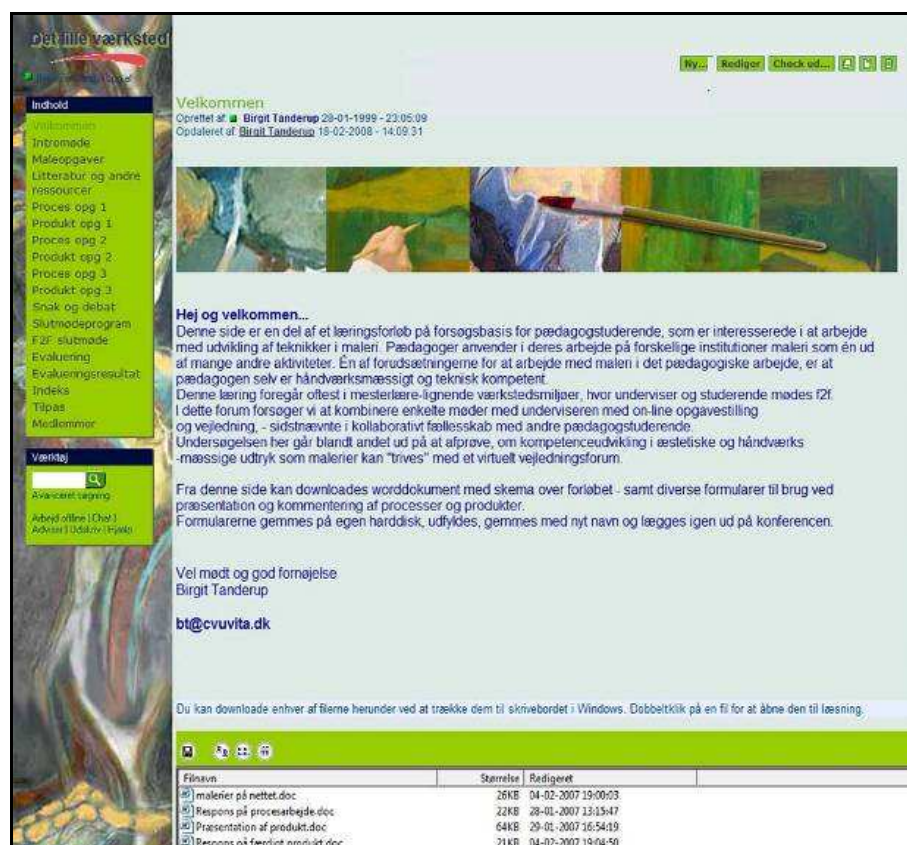 Det lille værksted
Ny... Rediger Check ud...
Indhold
Velkommen
Intromøde
Maleopgaver
Litteratur og andre
ressourcer
Proces opg 1
Produkt opg 1
Proces opg 2
Produkt opg 2
Proces opg 3
Produkt opg 3
Snak og debat
Slutmødeprogram
F2F slutmøde
Evaluering
Evalueringsresultat
Indeks
Tilpas
Medlemmer
Værktøj
Avanceret søgning
Arbejd offline | Chat |
Adviser | Udskriv | Hjælp
Velkommen
Oprettet af: Birgit Tanderup 28-01-1999 - 23:05:09
Opdateret af: Birgit Tanderup 18-02-2008 - 14:09:31
Hej og velkommen...
Denne side er en del af et læringsforløb på forsøgsbasis for pædagogstuderende, som er interesserede i at arbejde
med udvikling af teknikker i maleri. Pædagoger anvender i deres arbejde på forskellige institutioner maleri som én ud
af mange andre aktiviteter. Én af forudsætningerne for at arbejde med maleri i det pædagogiske arbejde, er at
pædagogen selv er håndværksmæssigt og teknisk kompetent.
Denne læring foregår oftest i mesterlære-lignende værkstedsmiljøer, hvor underviser og studerende mødes f2f.
I dette forum forsøger vi at kombinere enkelte møder med underviseren med on-line opgavestilling
og vejledning, - sidstnævnte i kollaborativt fællesskab med andre pædagogstuderende.
Undersøgelsen her går blandt andet ud på at afprøve, om kompetenceudvikling i æstetiske og håndværks
-mæssige udtryk som malerier kan "trives" med et virtuelt vejledningsforum.
Fra denne side kan downloades worddokument med skema over forløbet - samt diverse formularer til brug ved
præsentation og kommentering af processer og produkter.
Formularerne gemmes på egen harddisk, udfyldes, gemmes med nyt navn og lægges igen ud på konferencen.
Vel mødt og god fornøjelse
Birgit Tanderup
bt@cvuvita.dk
Du kan downloade enhver af filerne herunder ved at trække dem til skrivebordet i Windows. Dobbeltklik på en fil for at åbne den til læsning.
Filnavn Størrelse Redigeret
malerier på nettet.doc 26KB 04-02-2007 19:00:03
Respons på procesarbejde.doc 22KB 28-01-2007 13:15:47
Præsentation af produkt.doc 64KB 29-01-2007 16:54:19
Respons på færdigt produkt.doc 21KB 04-02-2007 19:04:50